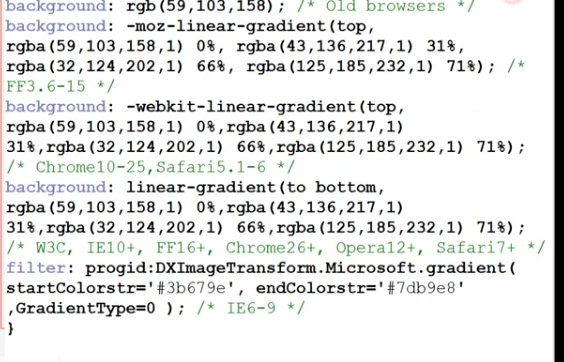 background: rgb(59,103,158); /* Old browsers */
background: -moz-linear-gradient(top,
rgba(59,103,158,1) 0%, rgba(43,136,217,1) 31%,
rgba(32,124,202,1) 66%, rgba(125,185,232,1) 71%); /*
FF3.6-15 */
background: -webkit-linear-gradient(top,
rgba(59,103,158,1) 0%,rgba(43,136,217,1)
31%,rgba(32,124,202,1) 66%,rgba(125,185,232,1) 71%);
/* Chrome10-25,Safari5.1-6 */
background: linear-gradient(to bottom,
rgba(59,103,158,1) 0%,rgba(43,136,217,1)
31%,rgba(32,124,202,1) 66%,rgba(125,185,232,1) 71%);
/* W3C, IE10+, FF16+, Chrome26+, Opera12+, Safari7+ */
filter: progid:DXImageTransform.Microsoft.gradient(
startColorstr='#3b679e', endColorstr='#7db9e8'
,GradientType=0 ); /* IE6-9 */
}